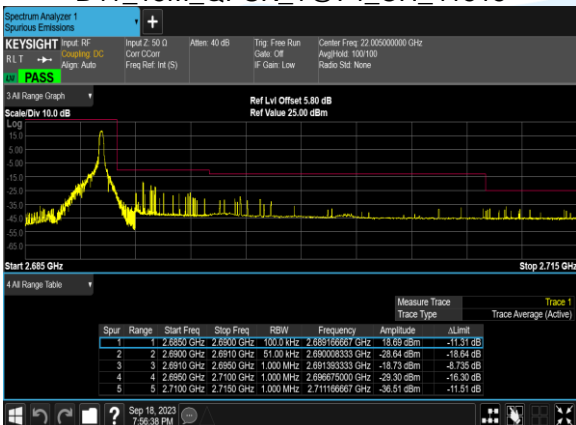 Spectrum Analyzer 1
Spurious Emissions
KEYSIGHT Input: RF Input Z: 50 Ω Atten: 40 dB Trig: Free Run Center Freq: 22.005000000 GHz
RLT Coupling: DC Corr CCorr Gate: Off Avg|Hold: 100/100
Align: Auto Freq Ref: Int (S) IF Gain: Low Radio Std: None
PASS
3 All Range Graph
Ref Lvl Offset 5.80 dB
Scale/Div 10.0 dB Ref Value 25.00 dBm
Log
15.0
5.00
-5.00
-15.0
-25.0
-35.0
-45.0
-55.0
-65.0
Start 2.685 GHz Stop 2.715 GHz
4 All Range Table
Measure Trace Trace 1
Trace Type Trace Average (Active)
Spur Range Start Freq Stop Freq RBW Frequency Amplitude ΔLimit
1 1 2.6850 GHz 2.6900 GHz 100.0 kHz 2.689166667 GHz 18.69 dBm -11.31 dB
2 2 2.6900 GHz 2.6910 GHz 51.00 kHz 2.690008333 GHz -28.64 dBm -18.64 dB
3 3 2.6910 GHz 2.6950 GHz 1.000 MHz 2.691393333 GHz -18.73 dBm -8.735 dB
4 4 2.6950 GHz 2.7100 GHz 1.000 MHz 2.696675000 GHz -29.30 dBm -16.30 dB
5 5 2.7100 GHz 2.7150 GHz 1.000 MHz 2.711166667 GHz -36.51 dBm -11.51 dB
Sep 18, 2023
7:56:38 PM